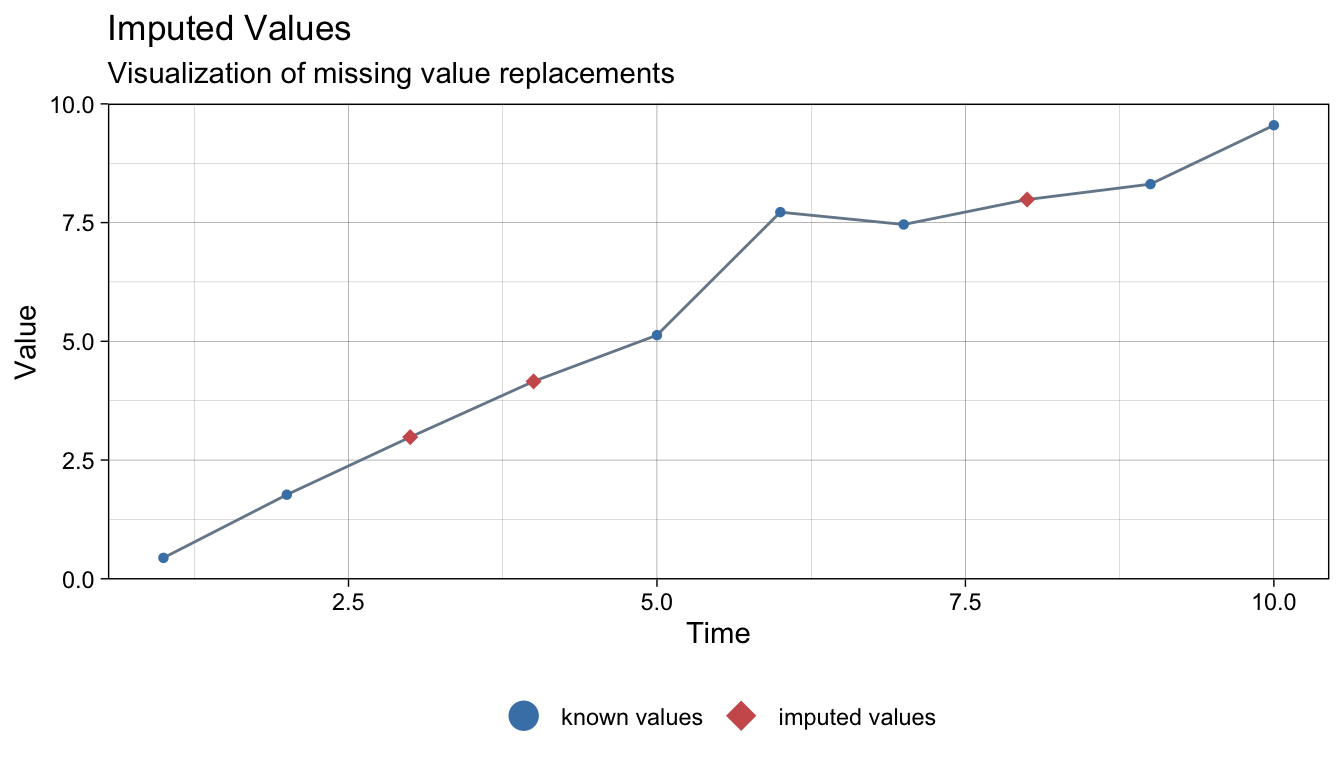 Imputed Values
Visualization of missing value replacements
10.0
7.5
5.0
2.5
0.0
Value
2.5 5.0 7.5 10.0
Time
known values imputed values